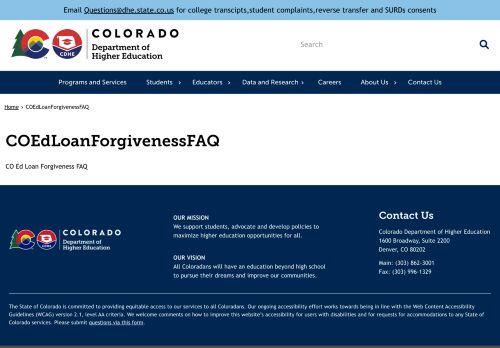 Email Questions@dhe.state.co.us for college transcipts,student complaints,reverse transfer and SURDs consents
COLORADO
Department of
Higher Education
CDHE
Search
Programs and Services Students › Educators › Data and Research › Careers About Us › Contact Us
Home › COEdLoanForgivenessFAQ
COEdLoanForgivenessFAQ
CO Ed Loan Forgiveness FAQ
COLORADO
Department of
Higher Education
CDHE
OUR MISSION
We support students, advocate and develop policies to
maximize higher education opportunities for all.
OUR VISION
All Coloradans will have an education beyond high school
to pursue their dreams and improve our communities.
Contact Us
Colorado Department of Higher Education
1600 Broadway, Suite 2200
Denver, CO 80202
Main: (303) 862-3001
Fax: (303) 996-1329
The State of Colorado is committed to providing equitable access to our services to all Coloradans. Our ongoing accessibility effort works towards being in line with the Web Content Accessibility
Guidelines (WCAG) version 2.1, level AA criteria. We welcome comments on how to improve this website's accessibility for users with disabilities and for requests for accommodations to any State of
Colorado services. Please submit questions via this form.